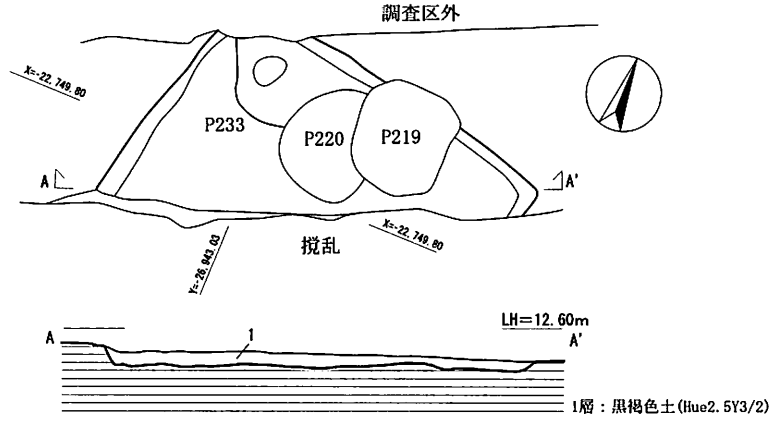 調査区外
X=-22,749.80
P233
P220
P219
A
A'
撹乱
X=-22,749.80
Y=-26,943.03
LH=12.60m
A
1
A'
1層：黒褐色土(Hue2.5Y3/2)